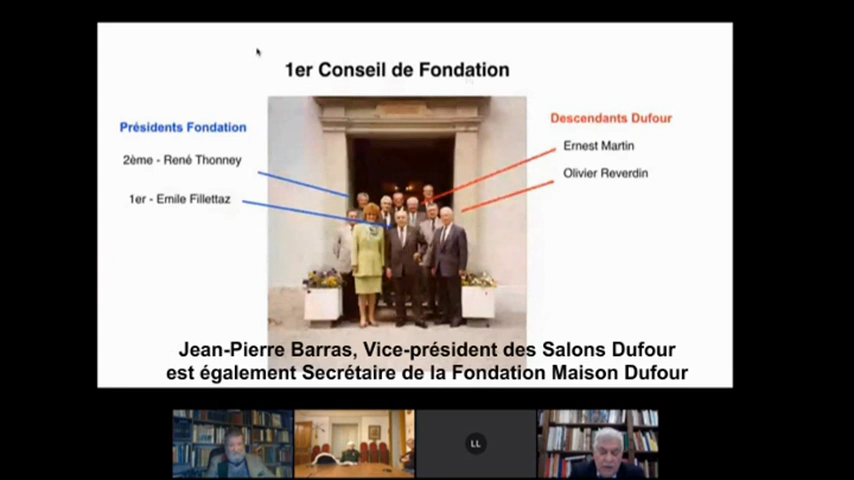 1er Conseil de Fondation
Présidents Fondation
2ème - René Thonney
1er - Emile Fillettaz
Descendants Dufour
Ernest Martin
Olivier Reverdin
Jean-Pierre Barras, Vice-président des Salons Dufour
est également Secrétaire de la Fondation Maison Dufour
LL